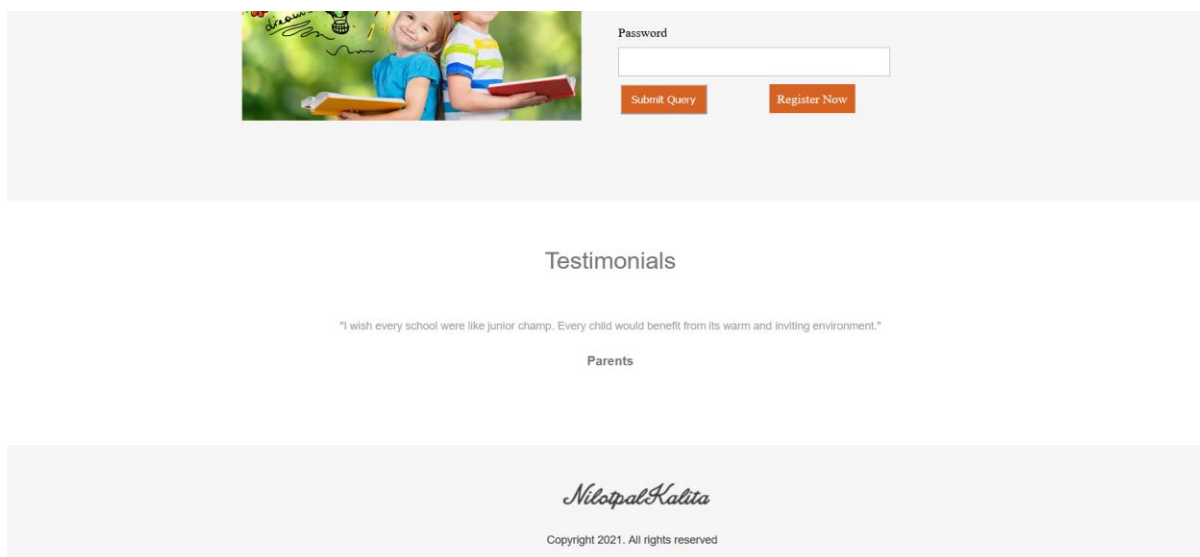 dream
Password
Submit Query
Register Now
Testimonials
"I wish every school were like junior champ. Every child would benefit from its warm and inviting environment."
Parents
NilotpalKalita
Copyright 2021. All rights reserved